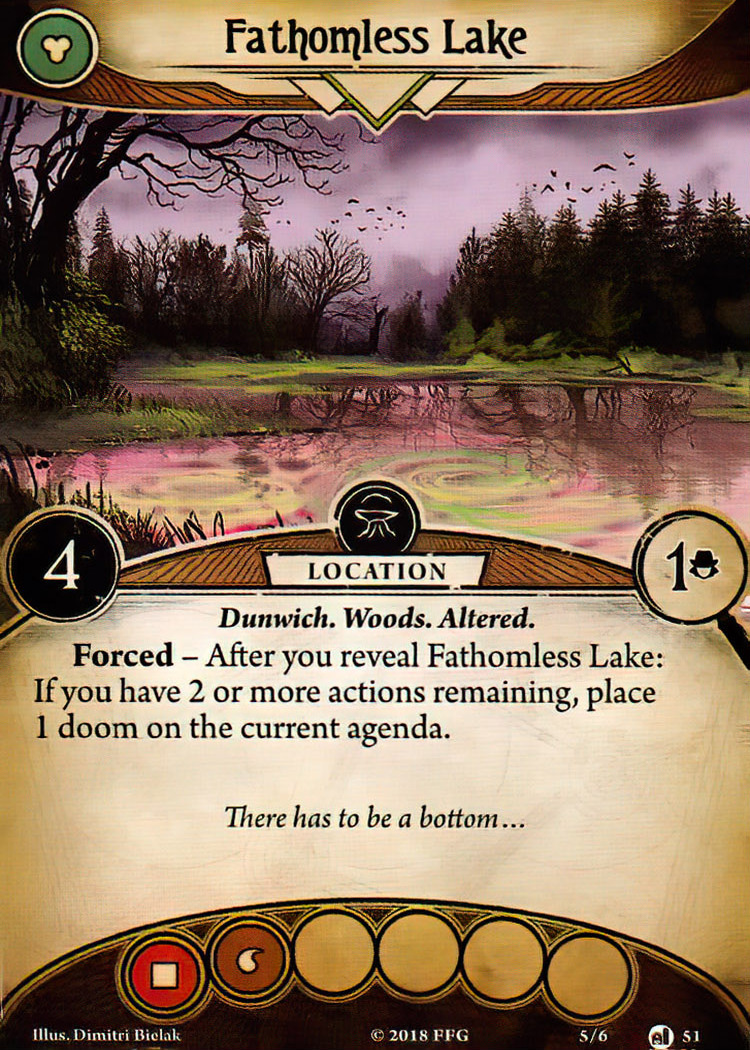 Fathomless Lake
4
LOCATION
1
Dunwich. Woods. Altered.
Forced – After you reveal Fathomless Lake:
If you have 2 or more actions remaining, place
1 doom on the current agenda.
There has to be a bottom…
Illus. Dimitri Bielak
© 2018 FFG
5/6
51